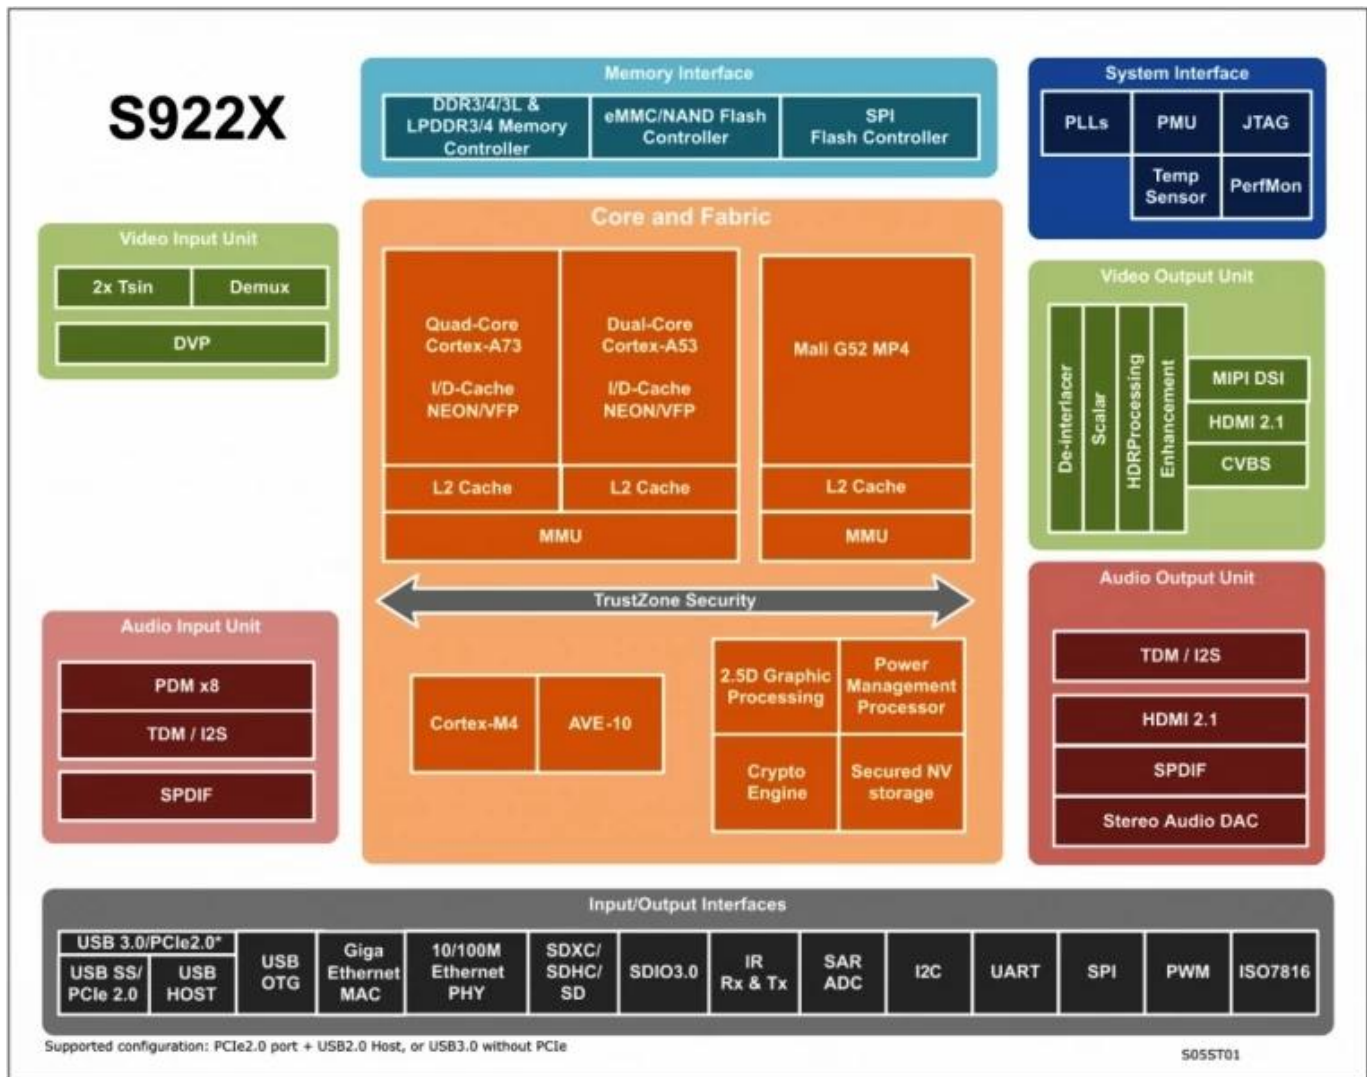 S922X
Memory Interface
DDR3/4/3L &
LPDDR3/4 Memory
Controller
eMMC/NAND Flash
Controller
SPI
Flash Controller
System Interface
PLLs
PMU
JTAG
Temp
Sensor
PerfMon
Video Input Unit
2x Tsin
Demux
DVP
Core and Fabric
Quad-Core
Cortex-A73
I/D-Cache
NEON/VFP
Dual-Core
Cortex-A53
I/D-Cache
NEON/VFP
Mali G52 MP4
L2 Cache
L2 Cache
L2 Cache
MMU
MMU
TrustZone Security
Cortex-M4
AVE-10
2.5D Graphic
Processing
Power
Management
Processor
Crypto
Engine
Secured NV
storage
Video Output Unit
De-interlacer
Scalar
HDRProcessing
Enhancement
MIPI DSI
HDMI 2.1
CVBS
Audio Input Unit
PDM x8
TDM / I2S
SPDIF
Audio Output Unit
TDM / I2S
HDMI 2.1
SPDIF
Stereo Audio DAC
Input/Output Interfaces
USB 3.0/PCIe2.0*
USB SS/
PCIe 2.0
USB
HOST
USB
OTG
Giga
Ethernet
MAC
10/100M
Ethernet
PHY
SDXC/
SDHC/
SD
SDIO3.0
IR
Rx & Tx
SAR
ADC
I2C
UART
SPI
PWM
ISO7816
Supported configuration: PCIe2.0 port + USB2.0 Host, or USB3.0 without PCIe
S05ST01